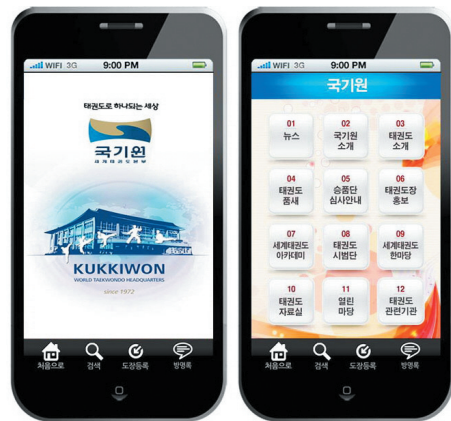 WIFI 3G 9:00 PM
태권도로 하나되는 세상
국기원
세계태권도본부
KUKKIWON
WORLD TAEKWONDO HEADQUARTERS
since 1972
처음으로 검색 도장등록 방명록
WIFI 3G 9:00 PM
국기원
01
뉴스
02
국기원
소개
03
태권도
소개
04
태권도
품새
05
승품단
심사안내
06
태권도장
홍보
07
세계태권도
아카데미
08
태권도
시범단
09
세계태권도
한마당
10
태권도
자료실
11
열린
마당
12
태권도
관련기관
처음으로 검색 도장등록 방명록